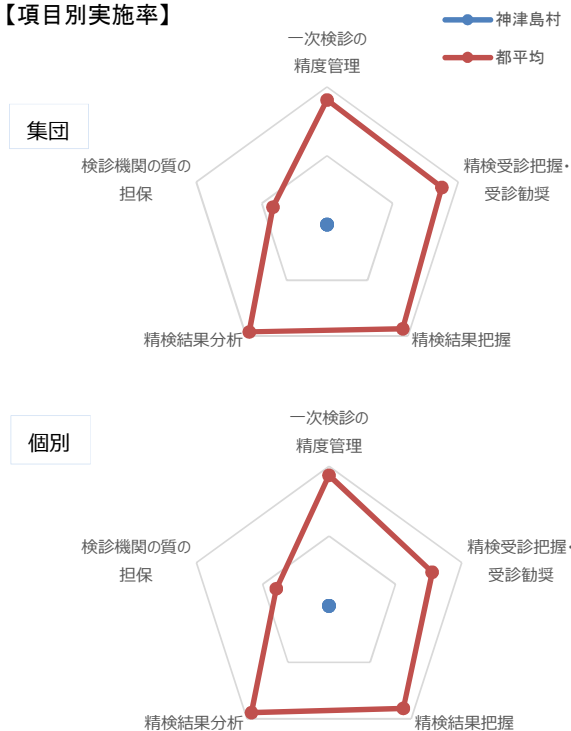 【項目別実施率】
神津島村
都平均
集団
一次検診の
精度管理
精検受診把握・
受診勧奨
精検結果把握
精検結果分析
検診機関の質の
担保
個別
一次検診の
精度管理
精検受診把握・
受診勧奨
精検結果把握
精検結果分析
検診機関の質の
担保